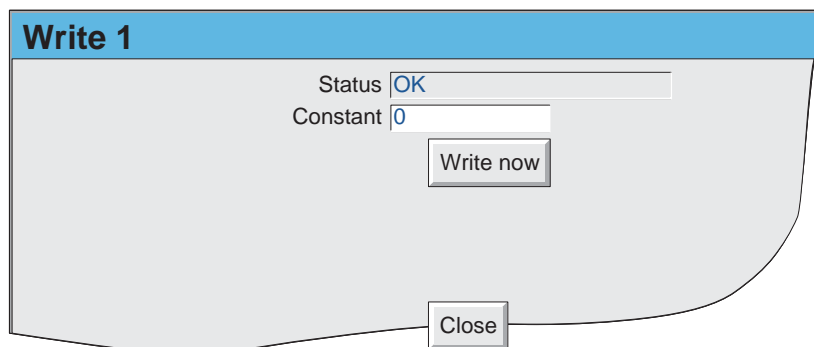 Write 1
Status OK
Constant 0
Write now
Close